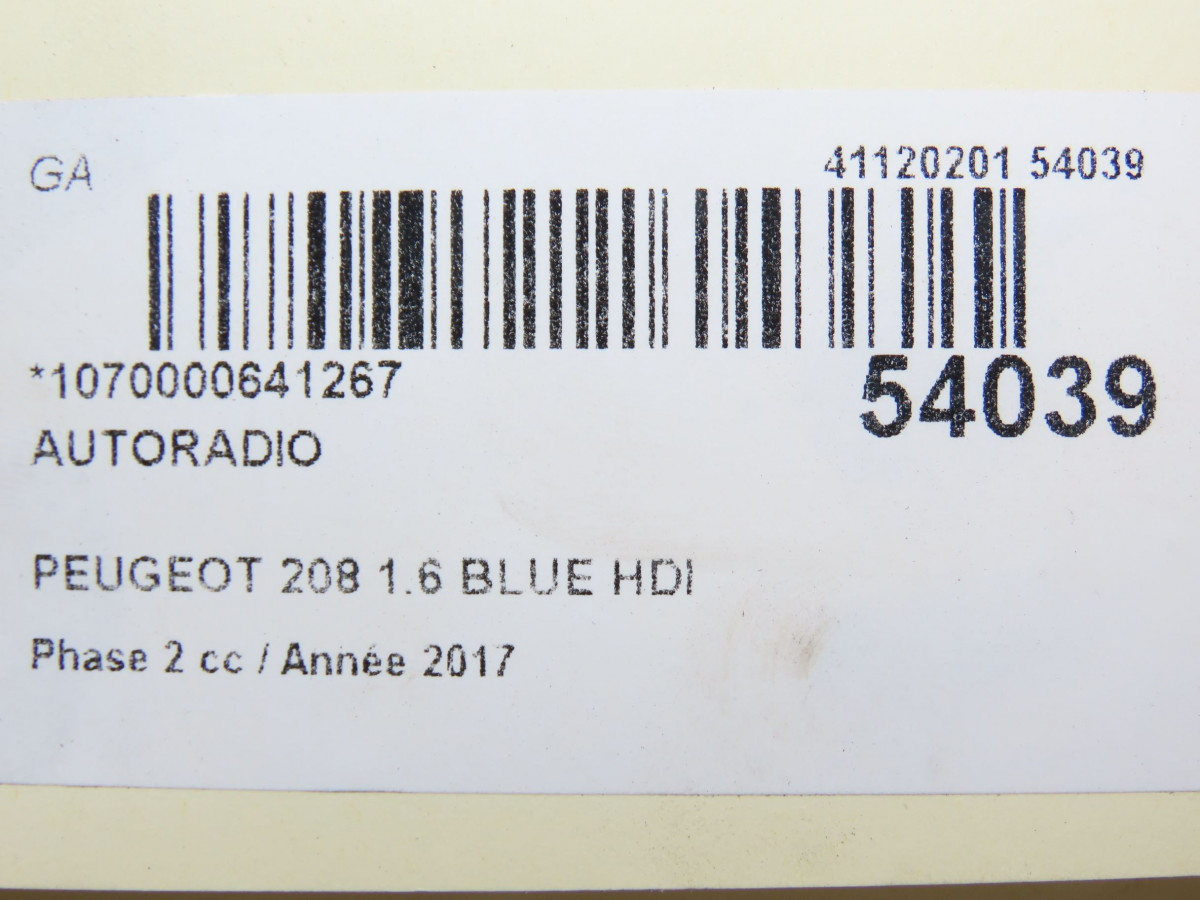 GA
41120201 54039
*1070000641267
54039
AUTORADIO
PEUGEOT 208 1.6 BLUE HDI
Phase 2 cc / Année 2017